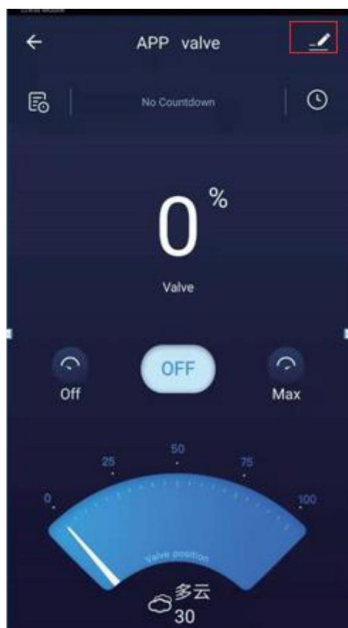 APP valve
No Countdown
0 %
Valve
OFF
Off
Max
0
25
50
75
100
Valve position
多云
30